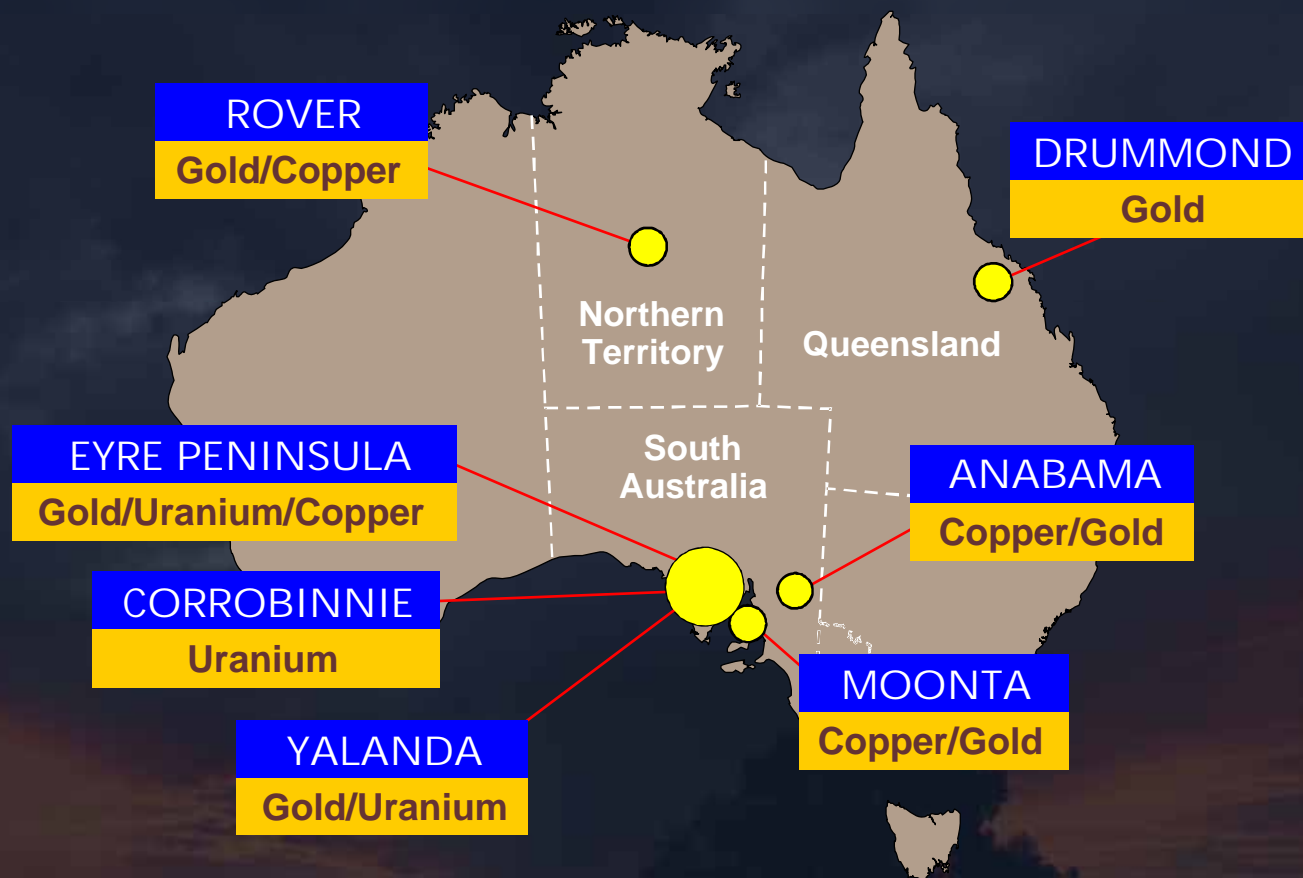 ROVER
Gold/Copper
DRUMMOND
Gold
Northern
Territory
Queensland
EYRE PENINSULA
Gold/Uranium/Copper
South
Australia
ANABAMA
Copper/Gold
CORROBINNIE
Uranium
MOONTA
Copper/Gold
YALANDA
Gold/Uranium